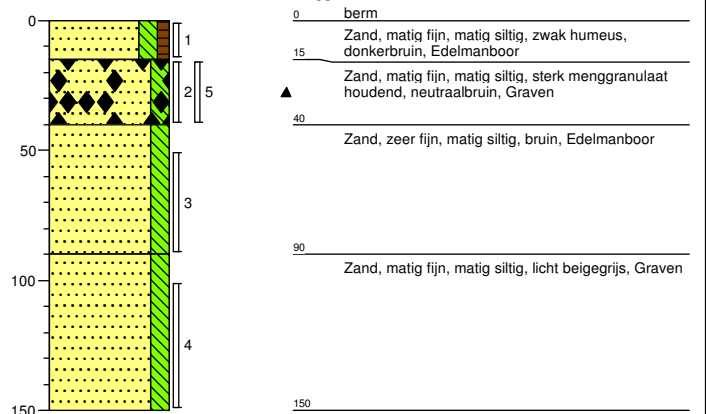 0
berm
0
Zand, matig fijn, matig siltig, zwak humeus,
donkerbruin, Edelmanboor
1
15
Zand, matig fijn, matig siltig, sterk menggranulaat
houdend, neutraalbruin, Graven
2
5
40
Zand, zeer fijn, matig siltig, bruin, Edelmanboor
50
3
90
Zand, matig fijn, matig siltig, licht beigegrijs, Graven
100
4
150
150